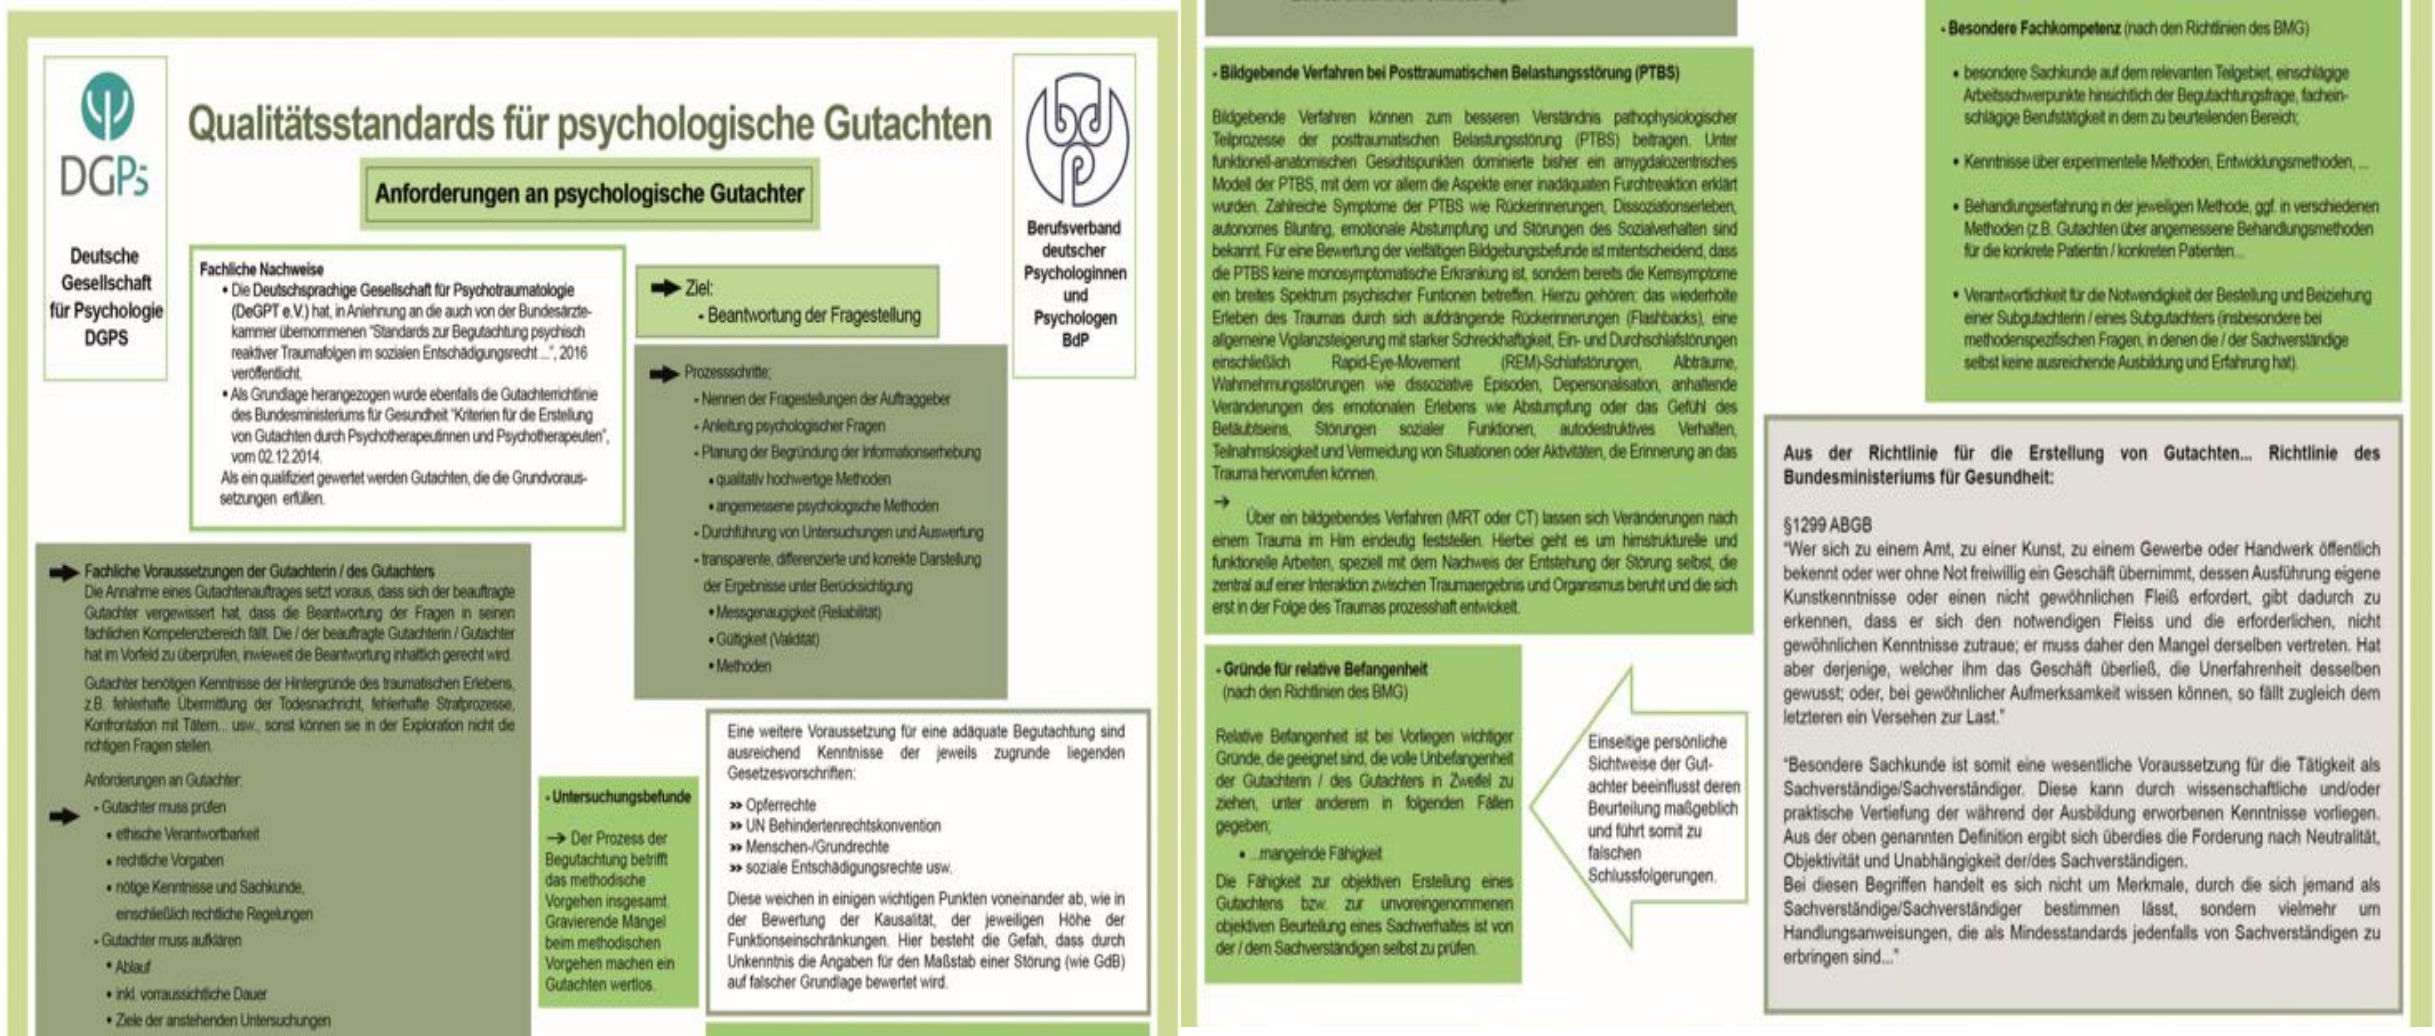 DGPs
Deutsche
Gesellschaft
für Psychologie
DGPS
Qualitätsstandards für psychologische Gutachten
Anforderungen an psychologische Gutachter
Berufsverband
deutscher
Psychologinnen
und
Psychologen
BdP
Fachliche Nachweise
• Die Deutschsprachige Gesellschaft für Psychotraumatologie
(DeGPT e.V.) hat, in Anlehnung an die auch von der Bundesärzte-
kammer übernommenen "Standards zur Begutachtung psychisch
reaktiver Traumafolgen im sozialen Entschädigungsrecht ...", 2016
veröffentlicht.
• Als Grundlage herangezogen wurde ebenfalls die Gutachterrichtlinie
des Bundesministeriums für Gesundheit "Kriterien für die Erstellung
von Gutachten durch Psychotherapeutinnen und Psychotherapeuten",
vom 02.12.2014.
Als ein qualifiziert gewertet werden Gutachten, die die Grundvoraus-
setzungen erfüllen.
Ziel:
- Beantwortung der Fragestellung
Prozessschritte;
- Nennen der Fragestellungen der Auftraggeber
- Anleitung psychologischer Fragen
- Planung der Begründung der Informationserhebung
• qualitativ hochwertige Methoden
• angemessene psychologische Methoden
- Durchführung von Untersuchungen und Auswertung
- transparente, differenzierte und korrekte Darstellung
der Ergebnisse unter Berücksichtigung
• Messgenaugigkeit (Reliabilität)
• Gültigkeit (Validität)
• Methoden
Fachliche Voraussetzungen der Gutachterin / des Gutachters
Die Annahme eines Gutachtenauftrages setzt voraus, dass sich der beauftragte
Gutachter vergewissert hat, dass die Beantwortung der Fragen in seinen
fachlichen Kompetenzbereich fällt. Die / der beauftragte Gutachterin / Gutachter
hat im Vorfeld zu überprüfen, inwieweit die Beantwortung inhaltlich gerecht wird.
Gutachter benötigen Kenntnisse der Hintergründe des traumatischen Erlebens,
z.B. fehlerhafte Übermittlung der Todesnachricht, fehlerhafte Strafprozesse,
Konfrontation mit Tätern... usw., sonst können sie in der Exploration nicht die
richtigen Fragen stellen.
Anforderungen an Gutachter:
- Gutachter muss prüfen
• ethische Verantwortbarkeit
• rechtliche Vorgaben
• nötige Kenntnisse und Sachkunde,
einschließlich rechtliche Regelungen
- Gutachter muss aufklären
• Ablauf
• inkl. vorraussichtliche Dauer
• Ziele der anstehenden Untersuchungen
- Untersuchungsbefunde
→ Der Prozess der
Begutachtung betrifft
das methodische
Vorgehen insgesamt.
Gravierende Mängel
beim methodischen
Vorgehen machen ein
Gutachten wertlos.
Eine weitere Voraussetzung für eine adäquate Begutachtung sind
ausreichend Kenntnisse der jeweils zugrunde liegenden
Gesetzesvorschriften:
»» Opferrechte
»» UN Behindertenrechtskonvention
»» Menschen-/Grundrechte
»» soziale Entschädigungsrechte usw.
Diese weichen in einigen wichtigen Punkten voneinander ab, wie in
der Bewertung der Kausalität, der jeweiligen Höhe der
Funktionseinschränkungen. Hier besteht die Gefah, dass durch
Unkenntnis die Angaben für den Maßstab einer Störung (wie GdB)
auf falscher Grundlage bewertet wird.
- Bildgebende Verfahren bei Posttraumatischen Belastungsstörung (PTBS)
Bildgebende Verfahren können zum besseren Verständnis pathophysiologischer
Teilprozesse der posttraumatischen Belastungsstörung (PTBS) beitragen. Unter
funktionell-anatomischen Gesichtspunkten dominierte bisher ein amygdalozentrisches
Modell der PTBS, mit dem vor allem die Aspekte einer inadäquaten Furchtreaktion erklärt
wurden. Zahlreiche Symptome der PTBS wie Rückerinnerungen, Dissoziationserleben,
autonomes Blunting, emotionale Abstumpfung und Störungen des Sozialverhalten sind
bekannt. Für eine Bewertung der vielfältigen Bildgebungsbefunde ist mitentscheidend, dass
die PTBS keine monosymptomatische Erkrankung ist, sondern bereits die Kernsymptome
ein breites Spektrum psychischer Funtionen betreffen. Hierzu gehören: das wiederholte
Erleben des Traumas durch sich aufdrängende Rückerinnerungen (Flashbacks), eine
allgemeine Vigilanzsteigerung mit starker Schreckhaftigkeit, Ein- und Durchschlafstörungen
einschließlich Rapid-Eye-Movement (REM)-Schlafstörungen, Albträume,
Wahrnehmungsstörungen wie dissoziative Episoden, Depersonalisation, anhaltende
Veränderungen des emotionalen Erlebens wie Abstumpfung oder das Gefühl des
Betäubtseins, Störungen sozialer Funktionen, autodestruktives Verhalten,
Teilnahmslosigkeit und Vermeidung von Situationen oder Aktivitäten, die Erinnerung an das
Trauma hervorrufen können.
→
Über ein bildgebendes Verfahren (MRT oder CT) lassen sich Veränderungen nach
einem Trauma im Hirn eindeutig feststellen. Hierbei geht es um hirnstrukturelle und
funktionelle Arbeiten, speziell mit dem Nachweis der Entstehung der Störung selbst, die
zentral auf einer Interaktion zwischen Traumaergebnis und Organismus beruht und die sich
erst in der Folge des Traumas prozesshaft entwickelt.
- Gründe für relative Befangenheit
(nach den Richtlinien des BMG)
Relative Befangenheit ist bei Vorliegen wichtiger
Gründe, die geeignet sind, die volle Unbefangenheit
der Gutachterin / des Gutachters in Zweifel zu
ziehen, unter anderem in folgenden Fällen
gegeben;
• ...mangelnde Fähigkeit
Die Fähigkeit zur objektiven Erstellung eines
Gutachtens bzw. zur unvoreingenommenen
objektiven Beurteilung eines Sachverhaltes ist von
der / dem Sachverständigen selbst zu prüfen.
Einseitige persönliche
Sichtweise der Gut-
achter beeinflusst deren
Beurteilung maßgeblich
und führt somit zu
falschen
Schlussfolgerungen.
- Besondere Fachkompetenz (nach den Richtlinien des BMG)
• besondere Sachkunde auf dem relevanten Teilgebiet, einschlägige
Arbeitsschwerpunkte hinsichtlich der Begutachtungsfrage, fachein-
schlägige Berufstätigkeit in dem zu beurteilenden Bereich;
• Kenntnisse über experimentelle Methoden, Entwicklungsmethoden, ...
• Behandlungserfahrung in der jeweiligen Methode, ggf. in verschiedenen
Methoden (z.B. Gutachten über angemessene Behandlungsmethoden
für die konkrete Patientin / konkreten Patienten...
• Verantwortlichkeit für die Notwendigkeit der Bestellung und Beiziehung
einer Subgutachterin / eines Subgutachters (insbesondere bei
methodenspezifischen Fragen, in denen die / der Sachverständige
selbst keine ausreichende Ausbildung und Erfahrung hat).
Aus der Richtlinie für die Erstellung von Gutachten... Richtlinie des
Bundesministeriums für Gesundheit:
§1299 ABGB
"Wer sich zu einem Amt, zu einer Kunst, zu einem Gewerbe oder Handwerk öffentlich
bekennt oder wer ohne Not freiwillig ein Geschäft übernimmt, dessen Ausführung eigene
Kunstkenntnisse oder einen nicht gewöhnlichen Fleiß erfordert, gibt dadurch zu
erkennen, dass er sich den notwendigen Fleiss und die erforderlichen, nicht
gewöhnlichen Kenntnisse zutraue; er muss daher den Mangel derselben vertreten. Hat
aber derjenige, welcher ihm das Geschäft überließ, die Unerfahrenheit desselben
gewusst; oder, bei gewöhnlicher Aufmerksamkeit wissen können, so fällt zugleich dem
letzteren ein Versehen zur Last."
"Besondere Sachkunde ist somit eine wesentliche Voraussetzung für die Tätigkeit als
Sachverständige/Sachverständiger. Diese kann durch wissenschaftliche und/oder
praktische Vertiefung der während der Ausbildung erworbenen Kenntnisse vorliegen.
Aus der oben genannten Definition ergibt sich überdies die Forderung nach Neutralität,
Objektivität und Unabhängigkeit der/des Sachverständigen.
Bei diesen Begriffen handelt es sich nicht um Merkmale, durch die sich jemand als
Sachverständige/Sachverständiger bestimmen lässt, sondern vielmehr um
Handlungsanweisungen, die als Mindesstandards jedenfalls von Sachverständigen zu
erbringen sind..."